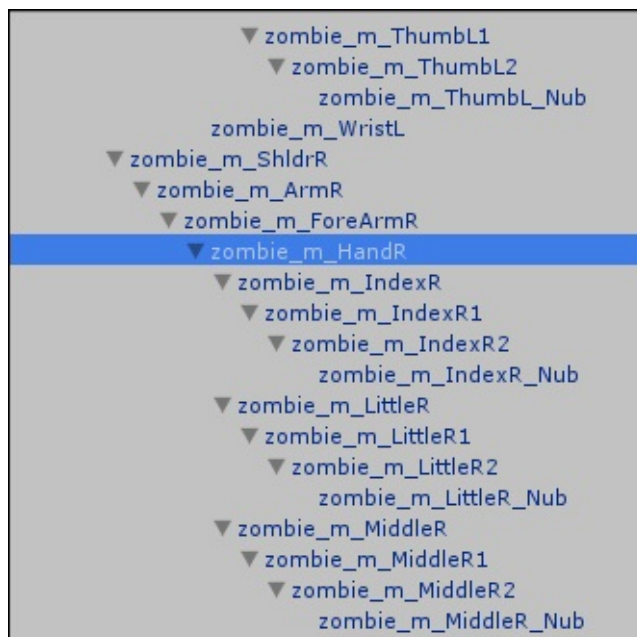 zombie_m_ThumbL1
zombie_m_ThumbL2
zombie_m_ThumbL_Nub
zombie_m_WristL
zombie_m_ShldrR
zombie_m_ArmR
zombie_m_ForeArmR
zombie_m_HandR
zombie_m_IndexR
zombie_m_IndexR1
zombie_m_IndexR2
zombie_m_IndexR_Nub
zombie_m_LittleR
zombie_m_LittleR1
zombie_m_LittleR2
zombie_m_LittleR_Nub
zombie_m_MiddleR
zombie_m_MiddleR1
zombie_m_MiddleR2
zombie_m_MiddleR_Nub